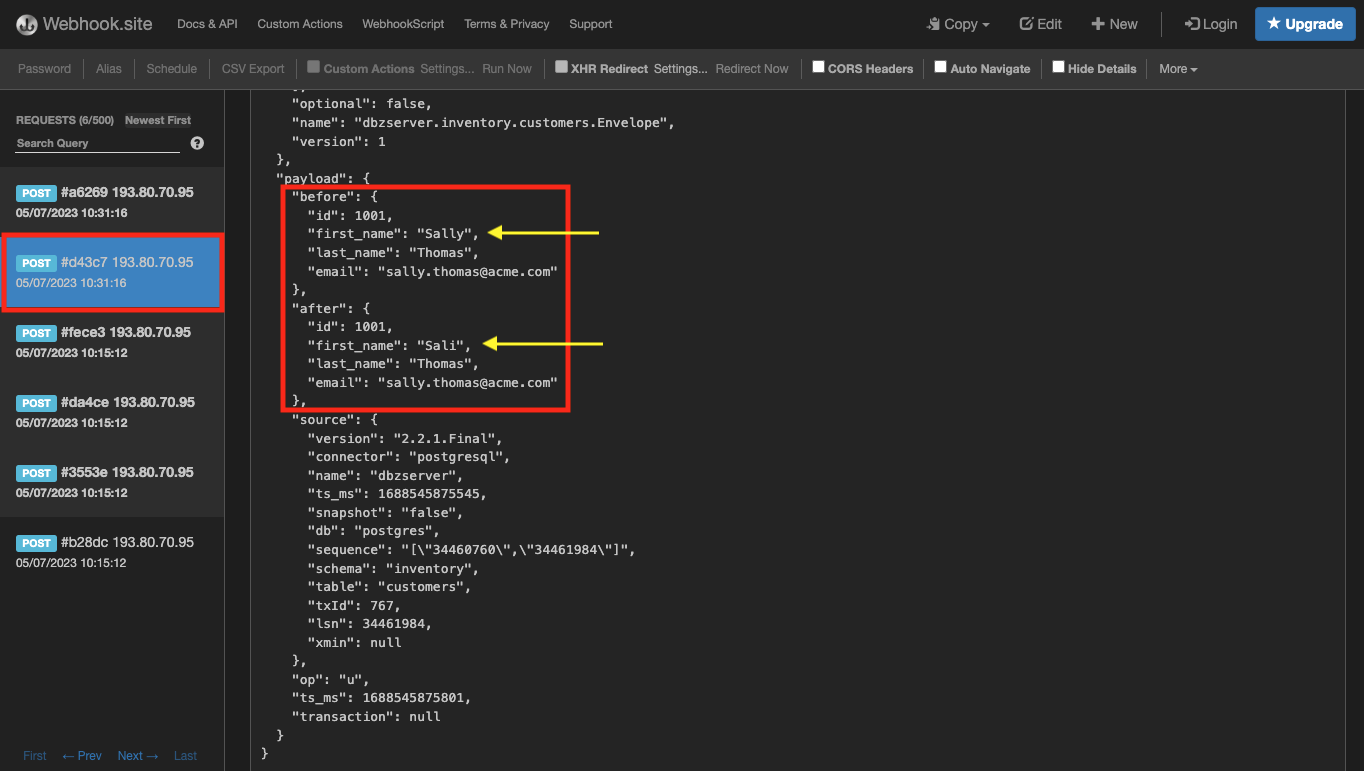 Webhook.site Docs & API Custom Actions WebhookScript Terms & Privacy Support Copy Edit New Login Upgrade
Password Alias Schedule CSV Export Custom Actions Settings... Run Now XHR Redirect Settings... Redirect Now CORS Headers Auto Navigate Hide Details More
REQUESTS (6/500) Newest First
Search Query
POST #a6269 193.80.70.95
05/07/2023 10:31:16
POST #d43c7 193.80.70.95
05/07/2023 10:31:16
POST #fece3 193.80.70.95
05/07/2023 10:15:12
POST #da4ce 193.80.70.95
05/07/2023 10:15:12
POST #3553e 193.80.70.95
05/07/2023 10:15:12
POST #b28dc 193.80.70.95
05/07/2023 10:15:12
First ← Prev Next → Last
"optional": false,
"name": "dbzserver.inventory.customers.Envelope",
"version": 1
},
"payload": {
"before": {
"id": 1001,
"first_name": "Sally",
"last_name": "Thomas",
"email": "sally.thomas@acme.com"
},
"after": {
"id": 1001,
"first_name": "Sali",
"last_name": "Thomas",
"email": "sally.thomas@acme.com"
},
"source": {
"version": "2.2.1.Final",
"connector": "postgresql",
"name": "dbzserver",
"ts_ms": 1688545875545,
"snapshot": "false",
"db": "postgres",
"sequence": "[\"34460760\",\"34461984\"]",
"schema": "inventory",
"table": "customers",
"txId": 767,
"lsn": 34461984,
"xmin": null
},
"op": "u",
"ts_ms": 1688545875801,
"transaction": null
}
}